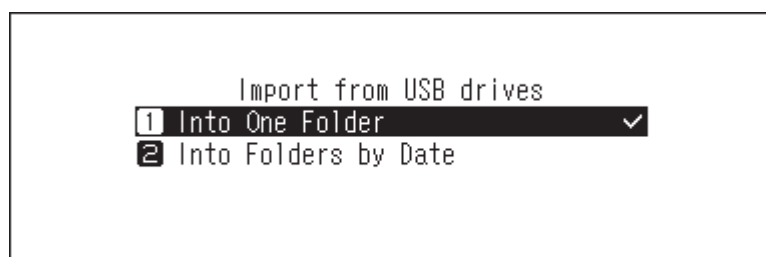 Import from USB drives
1 Into One Folder ✓
2 Into Folders by Date